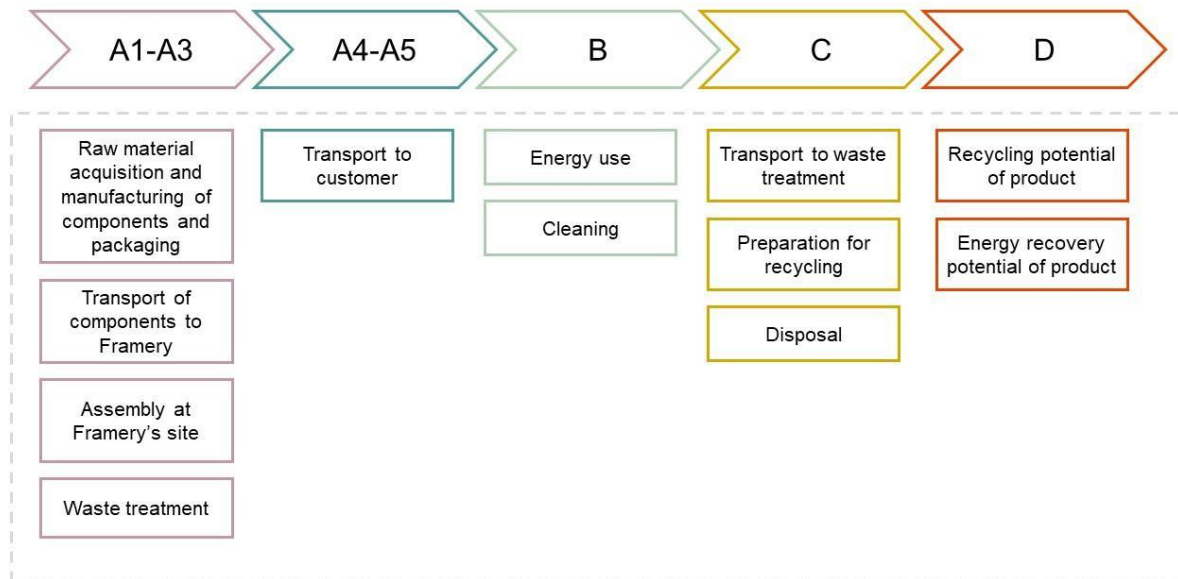 A1-A3
A4-A5
B
C
D
Raw material
acquisition and
manufacturing of
components and
packaging
Transport of
components to
Framery
Assembly at
Framery’s site
Waste treatment
Transport to
customer
Energy use
Cleaning
Transport to waste
treatment
Preparation for
recycling
Disposal
Recycling potential
of product
Energy recovery
potential of product